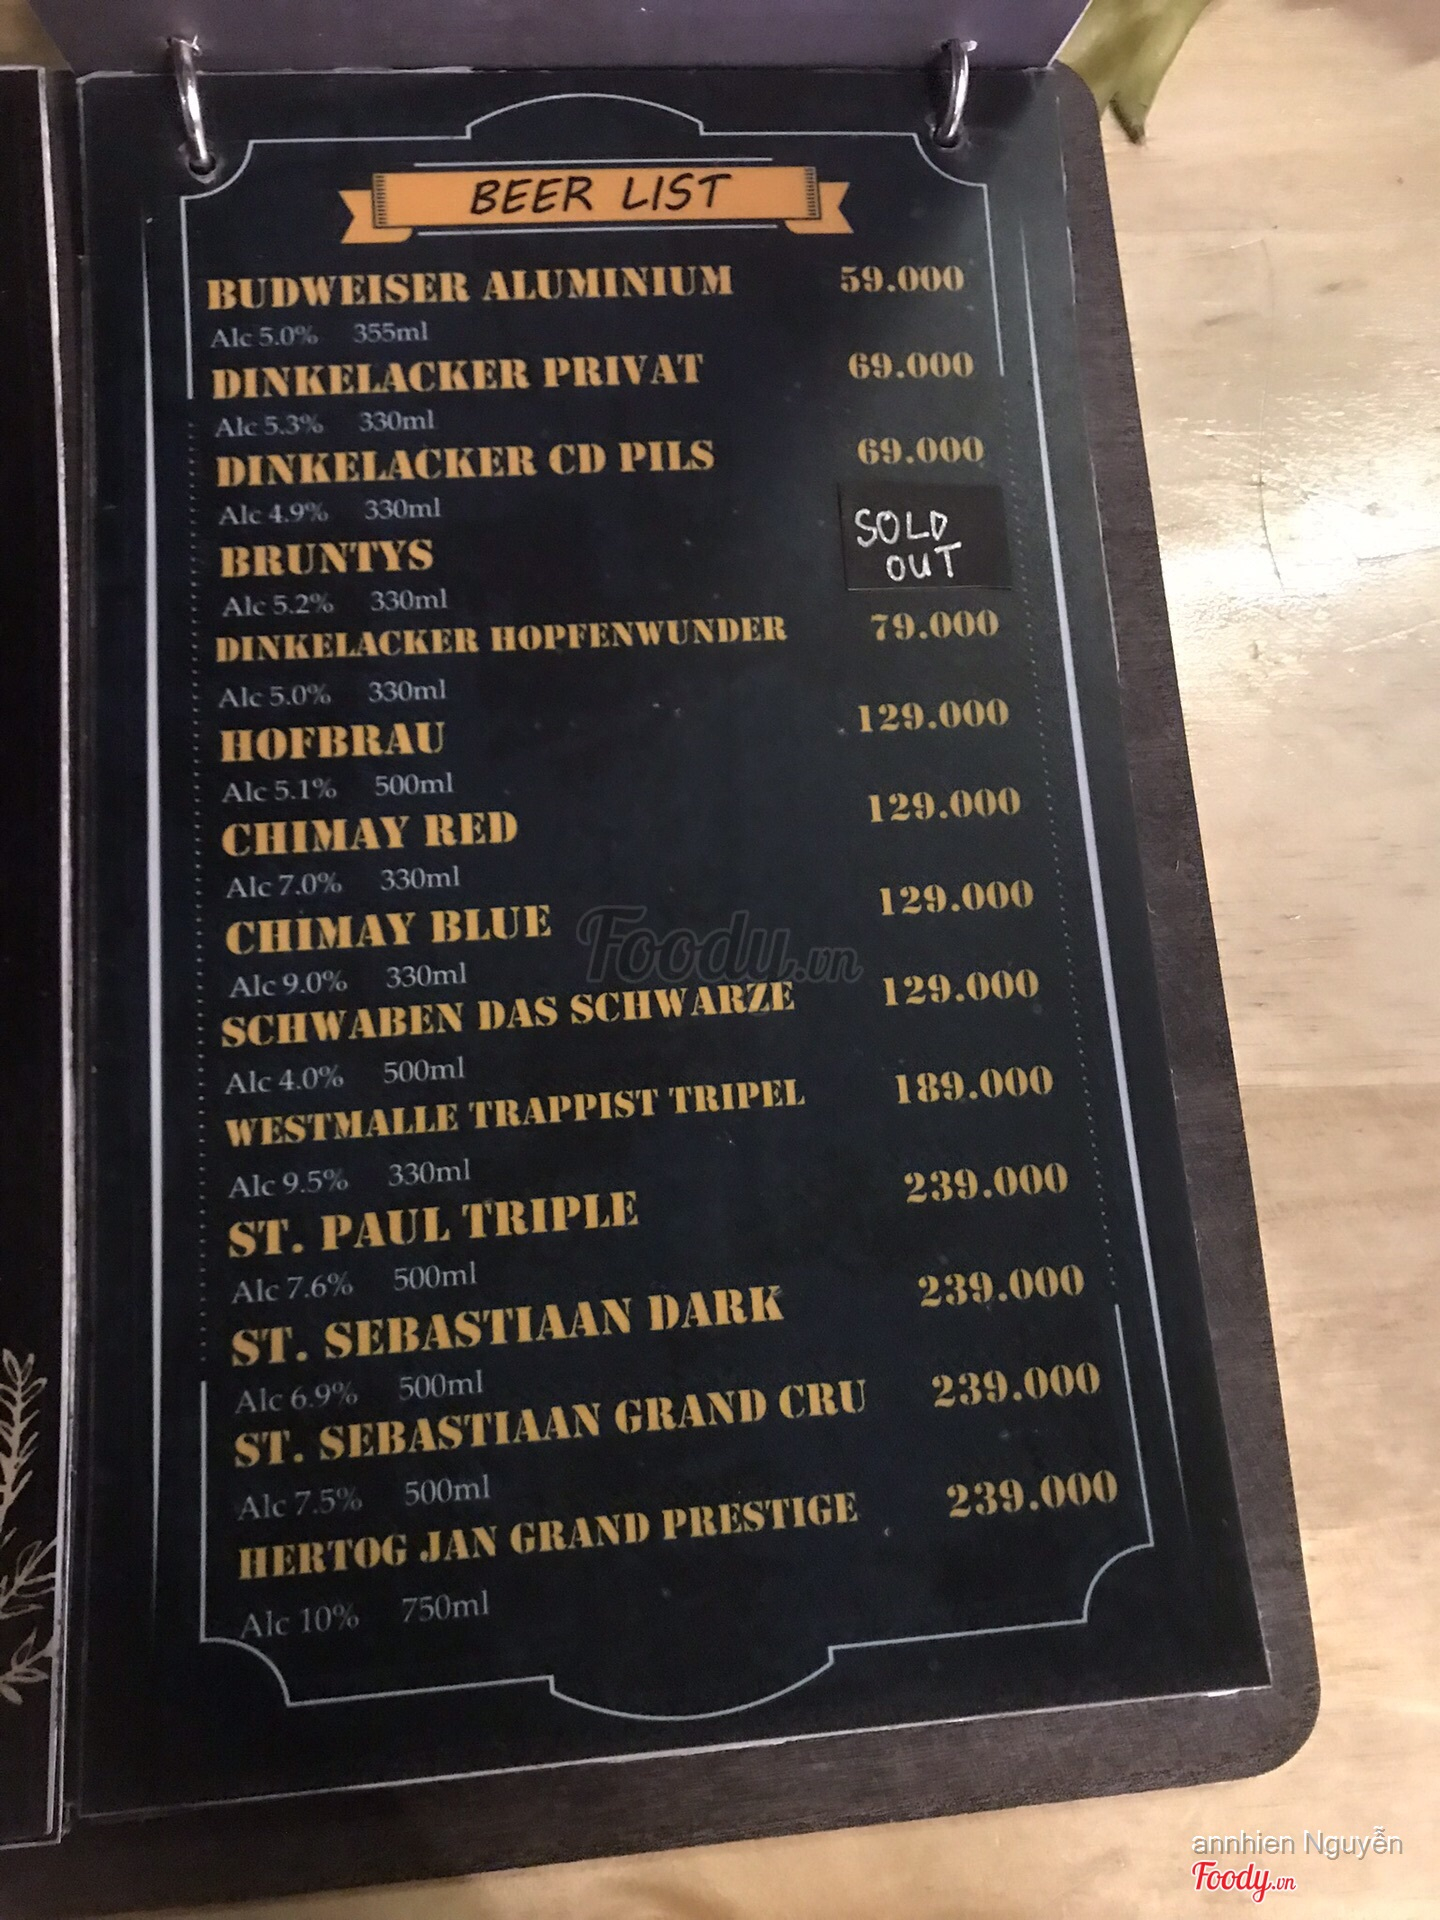 BEER LIST
BUDWEISER ALUMINIUM 59.000
Alc 5.0% 355ml
DINKELACKER PRIVAT 69.000
Alc 5.3% 330ml
DINKELACKER CD PILS 69.000
Alc 4.9% 330ml
BRUNTYS SOLD OUT
Alc 5.2% 330ml
DINKELACKER HOPFENWUNDER 79.000
Alc 5.0% 330ml
HOFBRAU 129.000
Alc 5.1% 500ml
CHIMAY RED 129.000
Alc 7.0% 330ml
CHIMAY BLUE 129.000
Alc 9.0% 330ml
SCHWABEN DAS SCHWARZE 129.000
Alc 4.0% 500ml
WESTMALLE TRAPPIST TRIPEL 189.000
Alc 9.5% 330ml
ST. PAUL TRIPLE 239.000
Alc 7.6% 500ml
ST. SEBASTIAAN DARK 239.000
Alc 6.9% 500ml
ST. SEBASTIAAN GRAND CRU 239.000
Alc 7.5% 500ml
HERTOG JAN GRAND PRESTIGE 239.000
Alc 10% 750ml
Foody.vn
annhien Nguyễn
Foody.vn